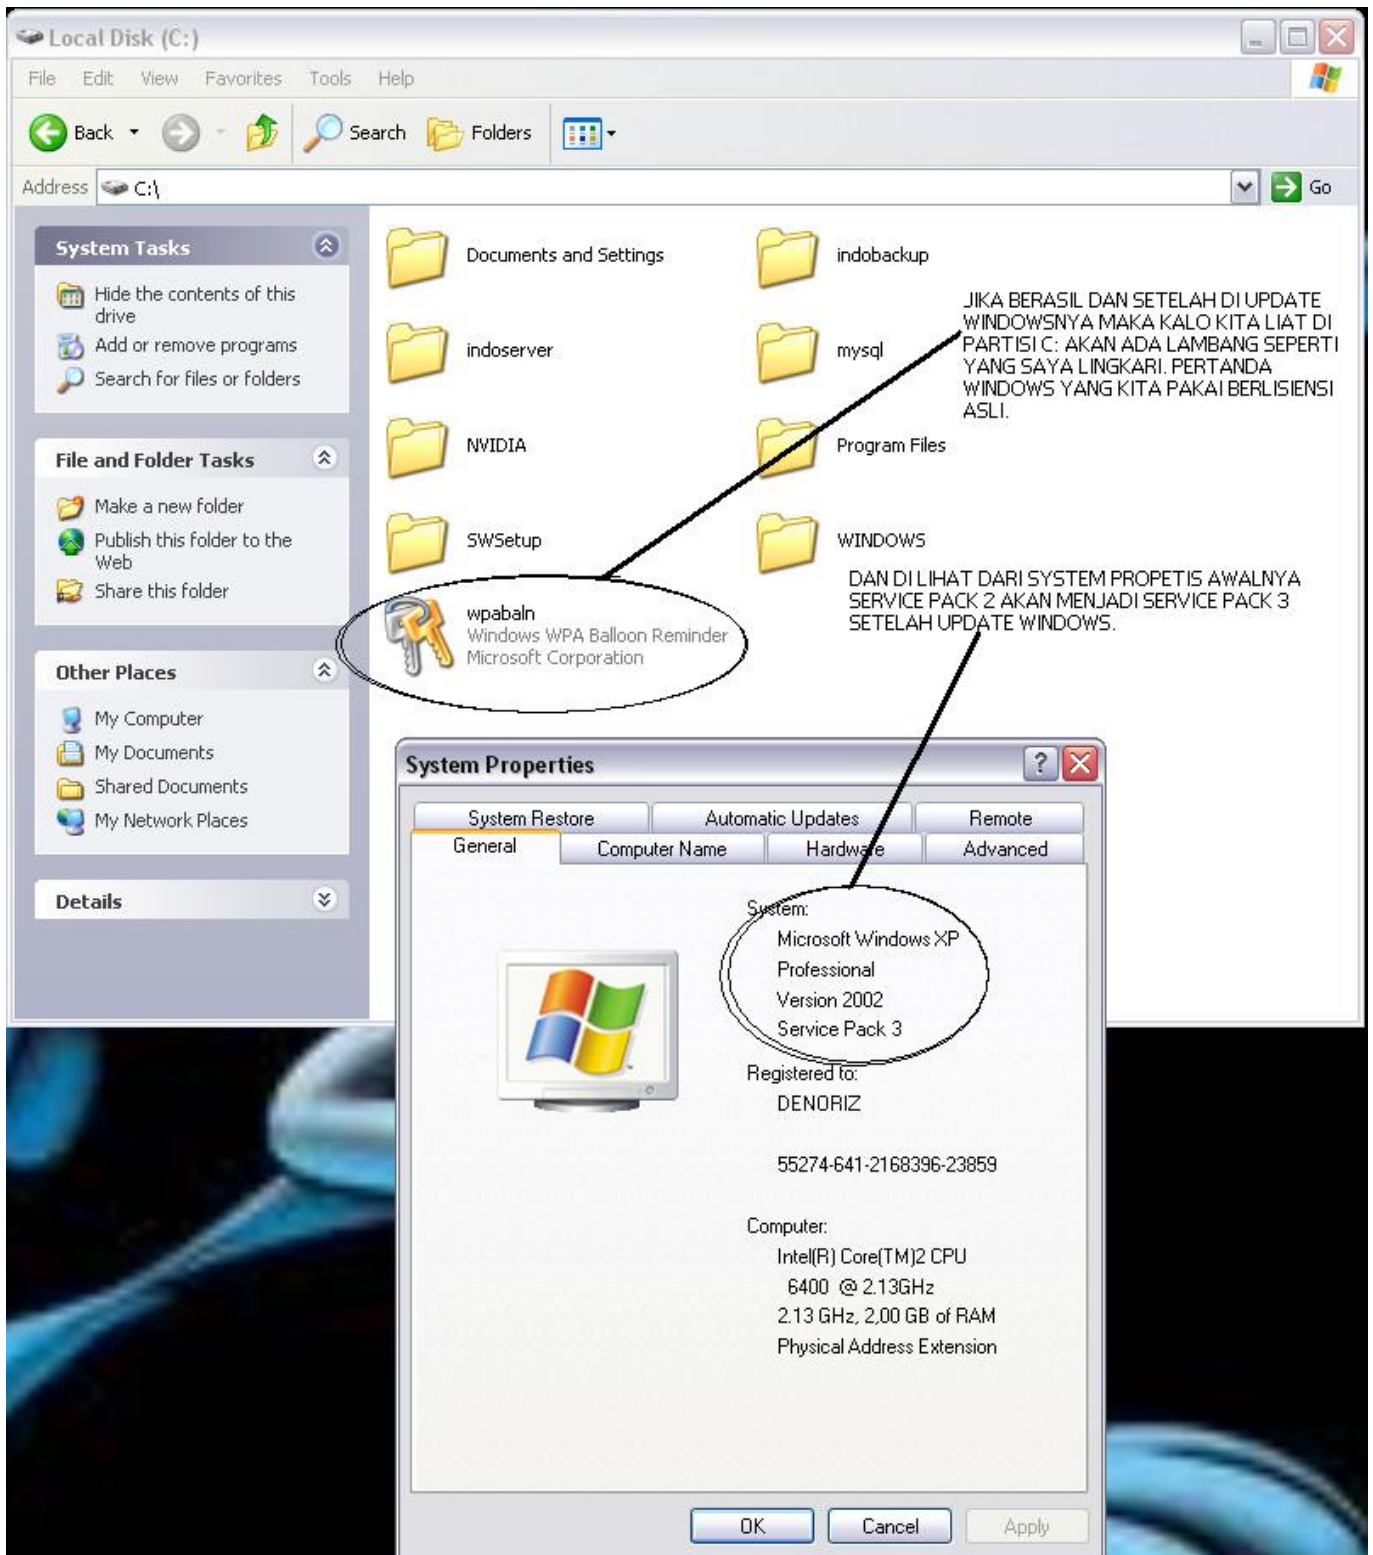 Local Disk (C:)
File Edit View Favorites Tools Help
Back Search Folders
Address C:\ Go
System Tasks
Hide the contents of this
drive
Add or remove programs
Search for files or folders
File and Folder Tasks
Make a new folder
Publish this folder to the
Web
Share this folder
Other Places
My Computer
My Documents
Shared Documents
My Network Places
Details
Documents and Settings
indobackup
indoserver
mysql
NVIDIA
Program Files
SWSetup
WINDOWS
wpabaln
Windows WPA Balloon Reminder
Microsoft Corporation
JIKA BERASIL DAN SETELAH DI UPDATE
WINDOWSNYA MAKA KALO KITA LIAT DI
PARTISI C: AKAN ADA LAMBANG SEPERTI
YANG SAYA LINGKARI. PERTANDA
WINDOWS YANG KITA PAKAI BERLISIENSI
ASLI.
DAN DI LIHAT DARI SYSTEM PROPETIS AWALNYA
SERVICE PACK 2 AKAN MENJADI SERVICE PACK 3
SETELAH UPDATE WINDOWS.
System Properties
System Restore Automatic Updates Remote
General Computer Name Hardware Advanced
System:
Microsoft Windows XP
Professional
Version 2002
Service Pack 3
Registered to:
DENORIZ
55274-641-2168396-23859
Computer:
Intel(R) Core(TM)2 CPU
6400 @ 2.13GHz
2.13 GHz, 2,00 GB of RAM
Physical Address Extension
OK Cancel Apply